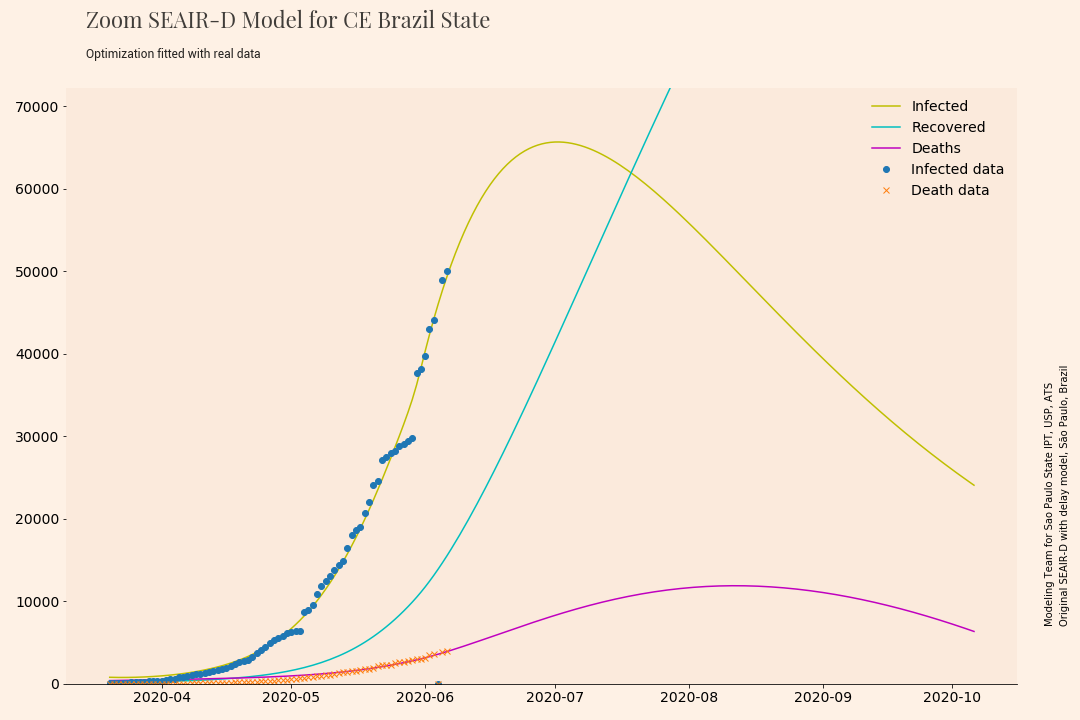 Zoom SEAIR-D Model for CE Brazil State
Optimization fitted with real data
70000
60000
50000
40000
30000
20000
10000
0
2020-04
2020-05
2020-06
2020-07
2020-08
2020-09
2020-10
Infected
Recovered
Deaths
Infected data
Death data
Modeling Team for Sao Paulo State IPT, USP, ATS
Original SEAIR-D with delay model, São Paulo, Brazil